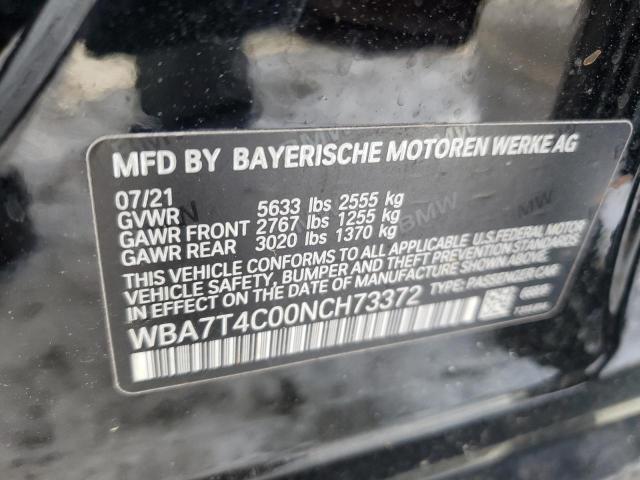 MFD BY BAYERISCHE MOTOREN WERKE AG
07/21
GVWR 5633 lbs 2555 kg
GAWR FRONT 2767 lbs 1255 kg
GAWR REAR 3020 lbs 1370 kg
THIS VEHICLE CONFORMS TO ALL APPLICABLE U.S. FEDERAL MOTOR
VEHICLE SAFETY, BUMPER AND THEFT PREVENTION STANDARDS IN
EFFECT ON THE DATE OF MANUFACTURE SHOWN ABOVE.
WBA7T4C00NCH73372 TYPE: PASSENGER CAR